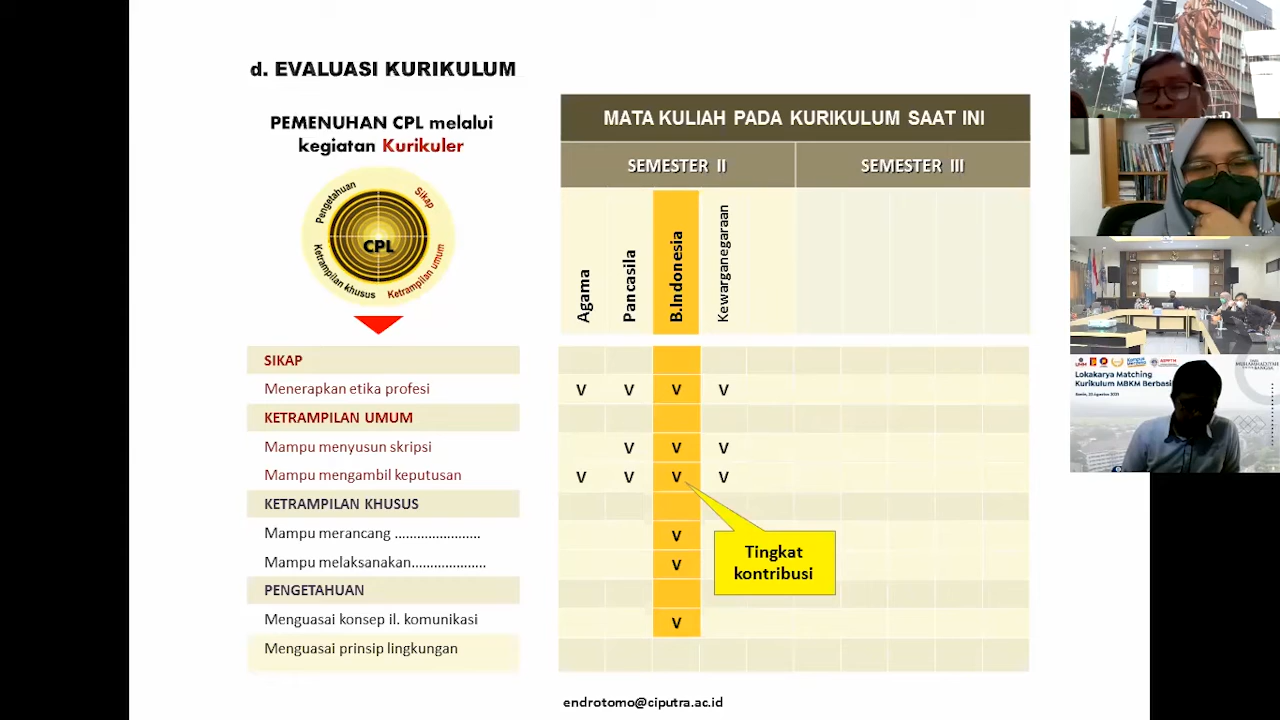 d. EVALUASI KURIKULUM
PEMENUHAN CPL melalui
kegiatan Kurikuler
Pengetahuan
Sikap
CPL
Ketrampilan khusus
Ketrampilan umum
MATA KULIAH PADA KURIKULUM SAAT INI
SEMESTER II
SEMESTER III
Agama
Pancasila
B.Indonesia
Kewarganegaraan
SIKAP
Menerapkan etika profesi V V V V
KETRAMPILAN UMUM
Mampu menyusun skripsi V V V
Mampu mengambil keputusan V V V V
KETRAMPILAN KHUSUS
Mampu merancang ....................... V
Mampu melaksanakan.................... V
PENGETAHUAN
Menguasai konsep il. komunikasi V
Menguasai prinsip lingkungan
Tingkat
kontribusi
endrotomo@ciputra.ac.id
Lokakarya Matching
Kurikulum MBKM Berbasi